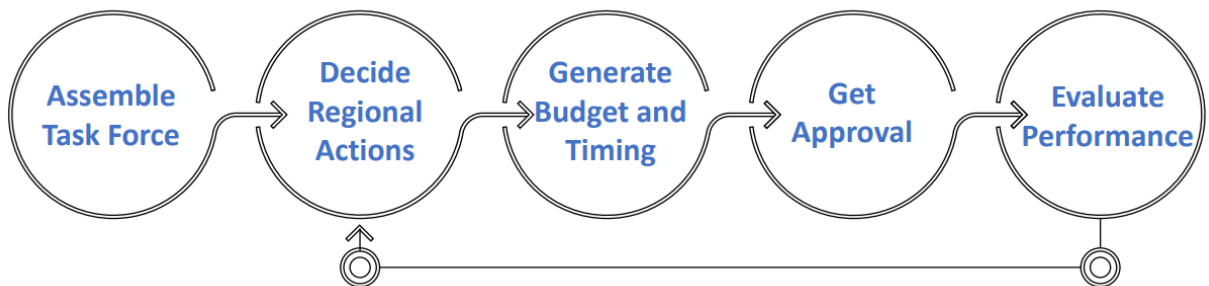 Assemble
Task Force
Decide
Regional
Actions
Generate
Budget and
Timing
Get
Approval
Evaluate
Performance